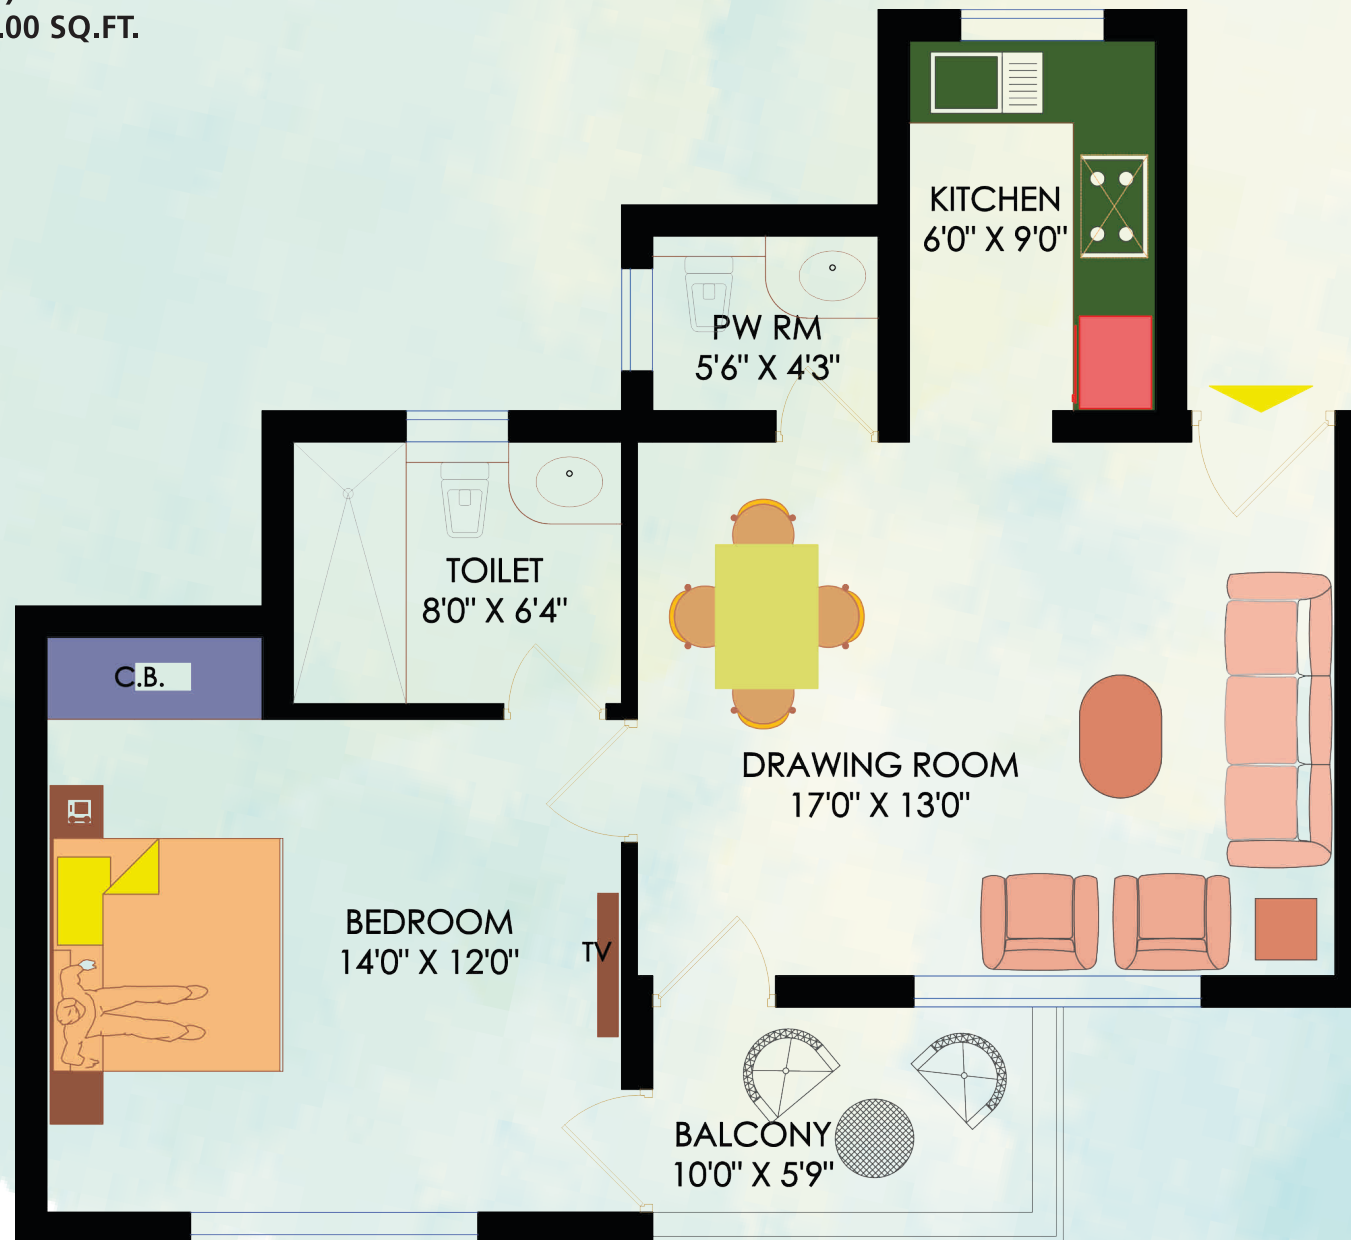 .00 SQ.FT.
KITCHEN
6'0" X 9'0"
PW RM
5'6" X 4'3"
TOILET
8'0" X 6'4"
C.B.
DRAWING ROOM
17'0" X 13'0"
BEDROOM
14'0" X 12'0"
TV
BALCONY
10'0" X 5'9"